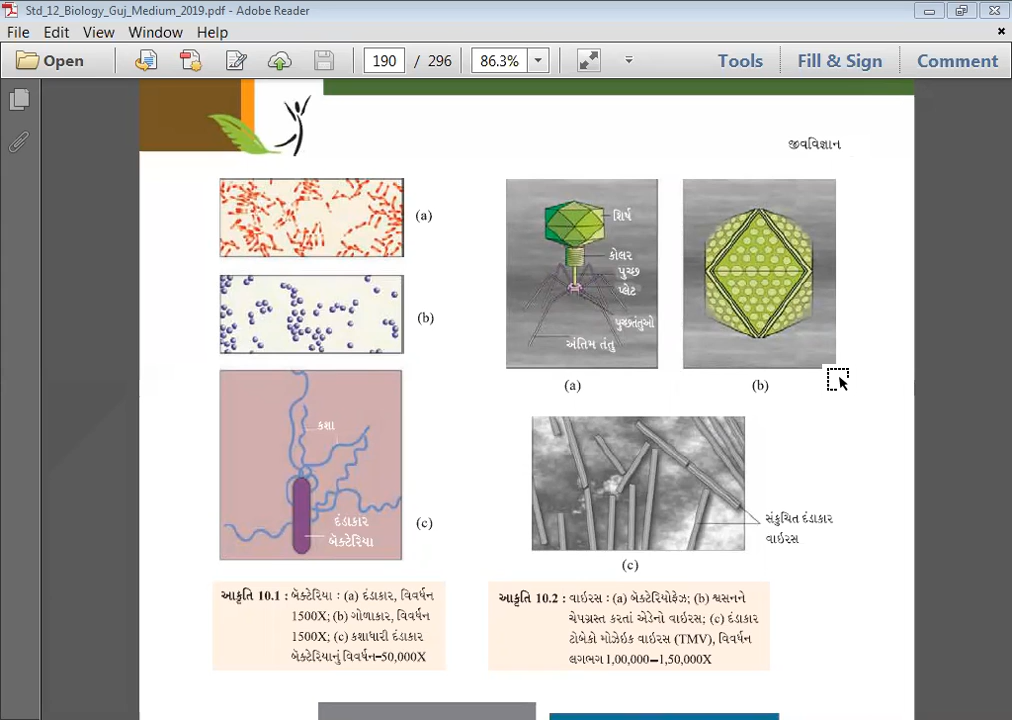 Std_12_Biology_Guj_Medium_2019.pdf - Adobe Reader
File Edit View Window Help
Open 190 / 296 86.3% Tools Fill & Sign Comment
જીવવિજ્ઞાન
(a)
(b)
કશા
દંડાકાર
બૅક્ટેરિયા
(c)
શિર્ષ
કોલર
પુચ્છ
પ્લેટ
પુચ્છતંતુઓ
અંતિમ તંતુ
(a)
(b)
સંકુચિત દંડાકાર
વાઇરસ
(c)
આકૃતિ 10.1 : બૅક્ટેરિયા : (a) દંડાકાર, વિવર્ધન
1500X; (b) ગોળાકાર, વિવર્ધન
1500X; (c) કશાધારી દંડાકાર
બૅક્ટેરિયાનું વિવર્ધન–50,000X
આકૃતિ 10.2 : વાઇરસ : (a) બેક્ટેરિયોફેઝ; (b) શ્વસનને
ચેપગ્રસ્ત કરતાં એડેનો વાઇરસ; (c) દંડાકાર
ટોબેકો મોઝેઇક વાઇરસ (TMV), વિવર્ધન
લગભગ 1,00,000–1,50,000X